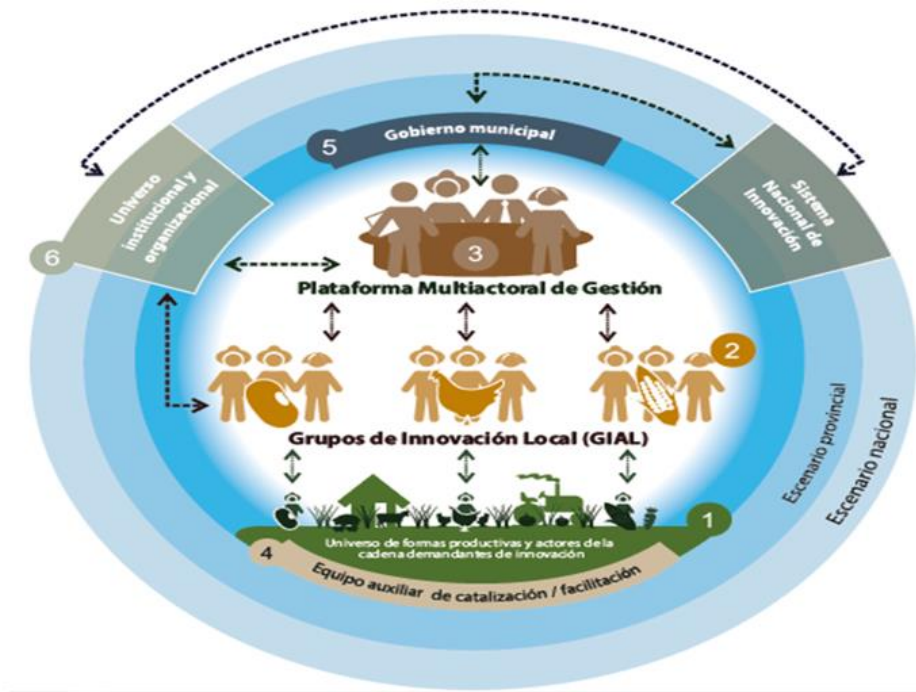 5
Gobierno municipal
Universo
institucional y
organizacional
6
Sistema
Nacional de
Innovación
3
Plataforma Multiactoral de Gestión
2
Grupos de Innovación Local (GIAL)
1
Universo de formas productivas y actores de la
cadena demandantes de innovación
4
Equipo auxiliar de catalización / facilitación
Escenario provincial
Escenario nacional